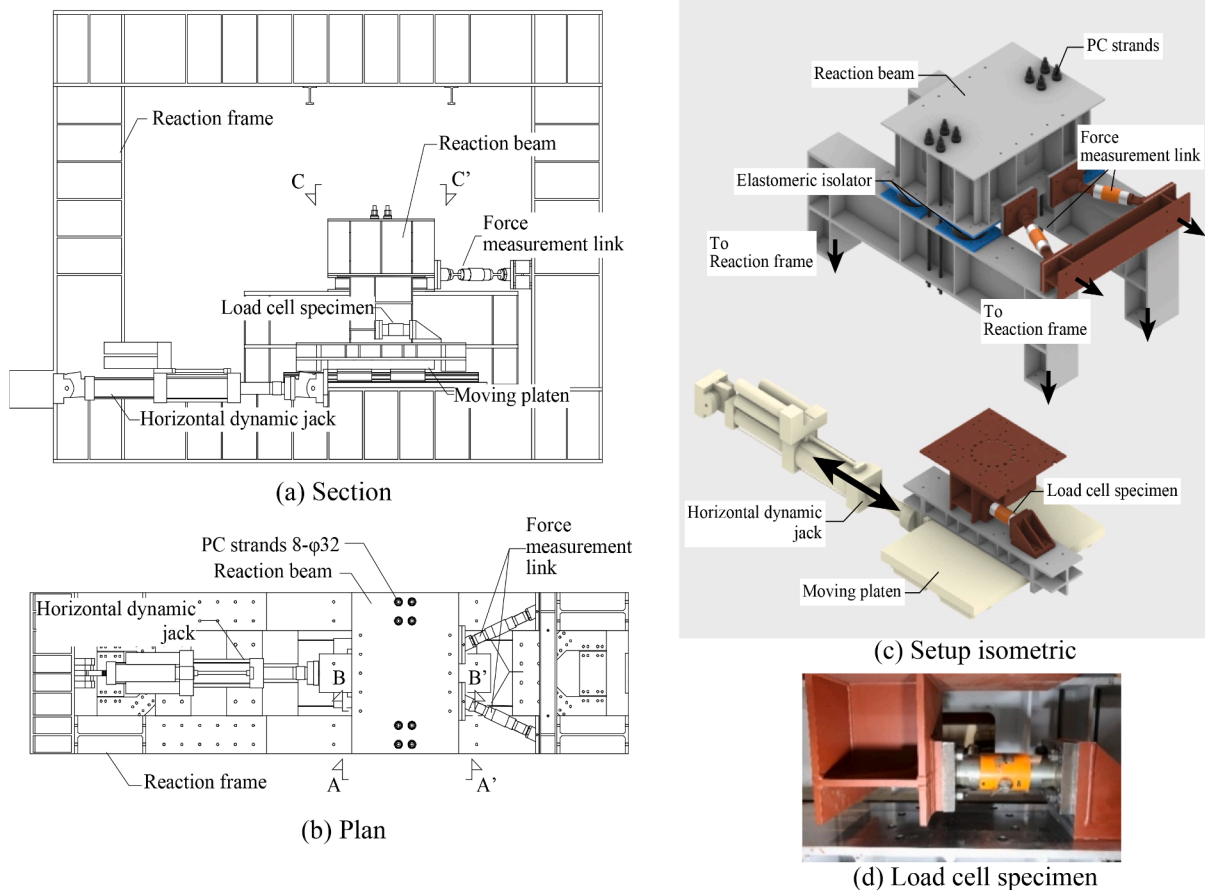 Reaction frame
Reaction beam
C
C'
Force
measurement link
Load cell specimen
Moving platen
Horizontal dynamic jack
(a) Section
PC strands 8-φ32
Reaction beam
Horizontal dynamic
jack
Force
measurement
link
B
B'
Reaction frame
A
A'
(b) Plan
PC strands
Reaction beam
Force
measurement link
Elastomeric isolator
To
Reaction frame
To
Reaction frame
Load cell specimen
Horizontal dynamic
jack
Moving platen
(c) Setup isometric
(d) Load cell specimen